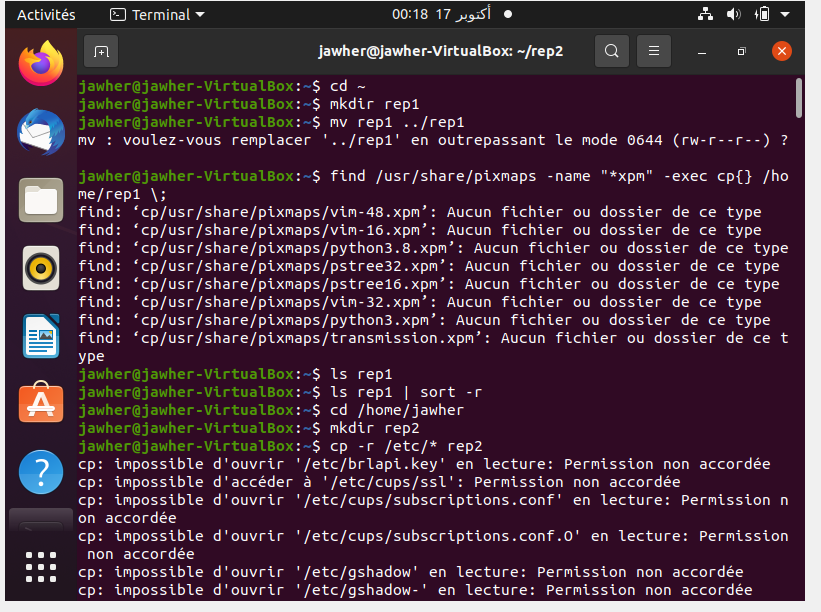 Activités
Terminal
00:18 17 أكتوبر
jawher@jawher-VirtualBox: ~/rep2
jawher@jawher-VirtualBox:~$ cd ~
jawher@jawher-VirtualBox:~$ mkdir rep1
jawher@jawher-VirtualBox:~$ mv rep1 ../rep1
mv : voulez-vous remplacer '../rep1' en outrepassant le mode 0644 (rw-r--r--) ?
jawher@jawher-VirtualBox:~$ find /usr/share/pixmaps -name "*xpm" -exec cp{} /ho
me/rep1 \;
find: ‘cp/usr/share/pixmaps/vim-48.xpm’: Aucun fichier ou dossier de ce type
find: ‘cp/usr/share/pixmaps/vim-16.xpm’: Aucun fichier ou dossier de ce type
find: ‘cp/usr/share/pixmaps/python3.8.xpm’: Aucun fichier ou dossier de ce type
find: ‘cp/usr/share/pixmaps/pstree32.xpm’: Aucun fichier ou dossier de ce type
find: ‘cp/usr/share/pixmaps/pstree16.xpm’: Aucun fichier ou dossier de ce type
find: ‘cp/usr/share/pixmaps/vim-32.xpm’: Aucun fichier ou dossier de ce type
find: ‘cp/usr/share/pixmaps/python3.xpm’: Aucun fichier ou dossier de ce type
find: ‘cp/usr/share/pixmaps/transmission.xpm’: Aucun fichier ou dossier de ce t
ype
jawher@jawher-VirtualBox:~$ ls rep1
jawher@jawher-VirtualBox:~$ ls rep1 | sort -r
jawher@jawher-VirtualBox:~$ cd /home/jawher
jawher@jawher-VirtualBox:~$ mkdir rep2
jawher@jawher-VirtualBox:~$ cp -r /etc/* rep2
cp: impossible d'ouvrir '/etc/brlapi.key' en lecture: Permission non accordée
cp: impossible d'accéder à '/etc/cups/ssl': Permission non accordée
cp: impossible d'ouvrir '/etc/cups/subscriptions.conf' en lecture: Permission n
on accordée
cp: impossible d'ouvrir '/etc/cups/subscriptions.conf.O' en lecture: Permission
 non accordée
cp: impossible d'ouvrir '/etc/gshadow' en lecture: Permission non accordée
cp: impossible d'ouvrir '/etc/gshadow-' en lecture: Permission non accordée